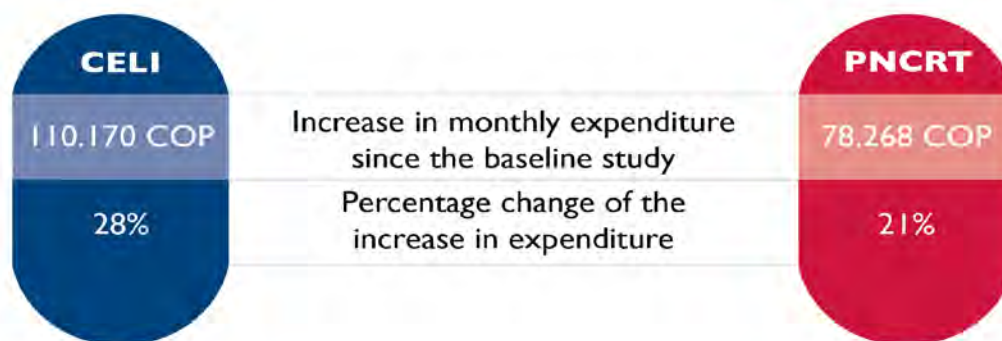 CELI
PNCRT
110.170 COP
Increase in monthly expenditure
since the baseline study
78.268 COP
28%
Percentage change of the
increase in expenditure
21%